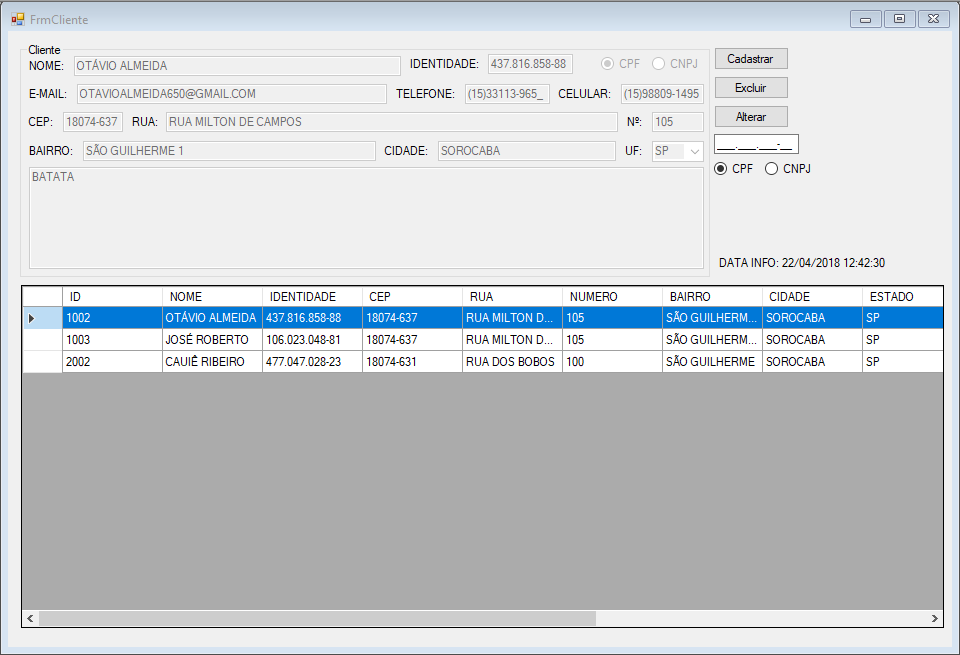 FrmCliente
Cliente
NOME: OTÁVIO ALMEIDA IDENTIDADE: 437.816.858-88 CPF CNPJ Cadastrar
E-MAIL: OTAVIOALMEIDA650@GMAIL.COM TELEFONE: (15)33113-965_ CELULAR: (15)98809-1495 Excluir
CEP: 18074-637 RUA: RUA MILTON DE CAMPOS Nº: 105 Alterar
BAIRRO: SÃO GUILHERME 1 CIDADE: SOROCABA UF: SP ___.___.___-__
BATATA CPF CNPJ
DATA INFO: 22/04/2018 12:42:30
ID NOME IDENTIDADE CEP RUA NUMERO BAIRRO CIDADE ESTADO
1002 OTÁVIO ALMEIDA 437.816.858-88 18074-637 RUA MILTON D... 105 SÃO GUILHERM... SOROCABA SP
1003 JOSÉ ROBERTO 106.023.048-81 18074-637 RUA MILTON D... 105 SÃO GUILHERM... SOROCABA SP
2002 CAUIÊ RIBEIRO 477.047.028-23 18074-631 RUA DOS BOBOS 100 SÃO GUILHERME SOROCABA SP